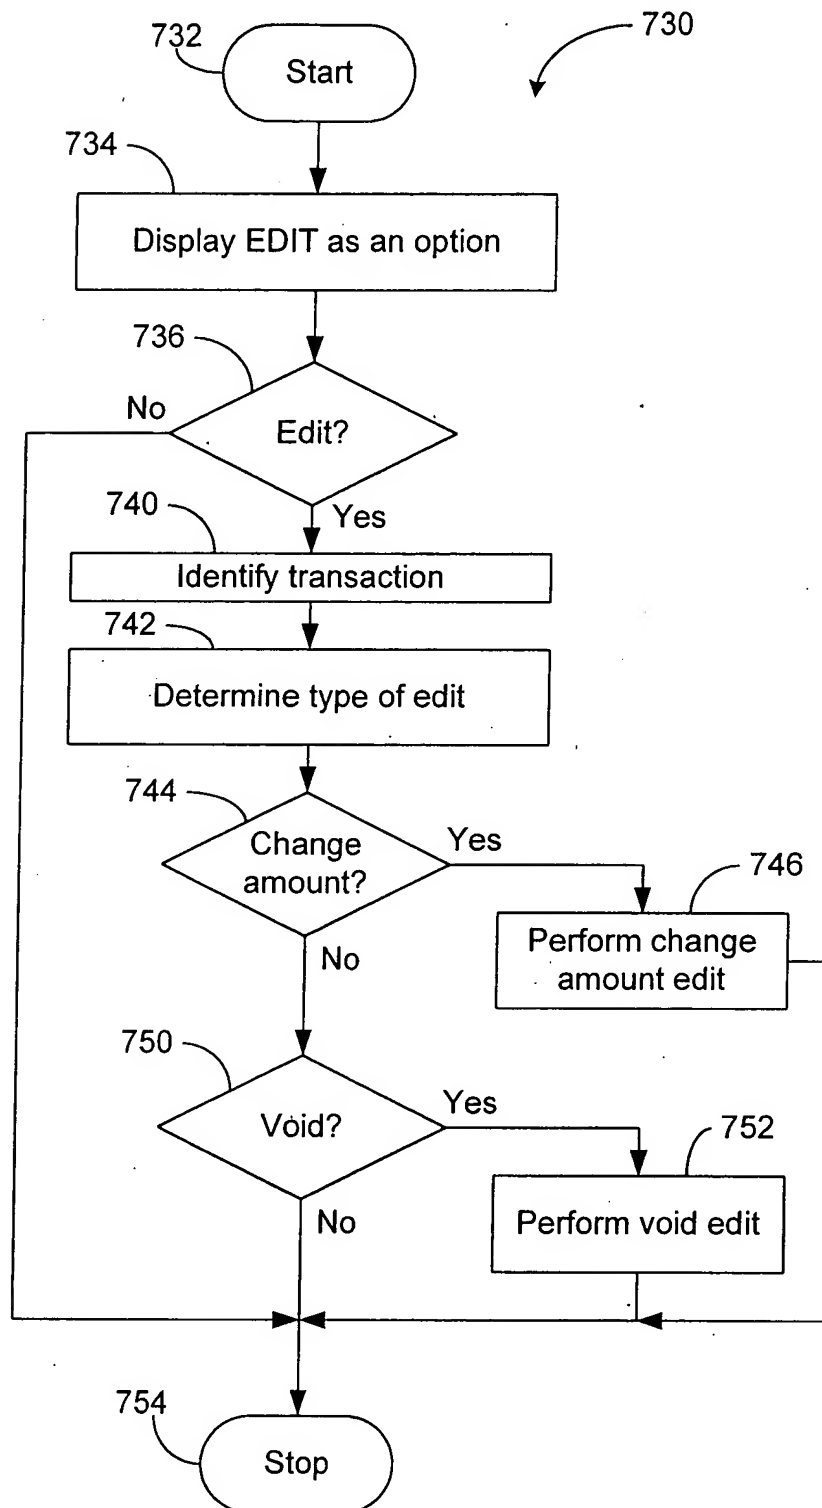 732
730
Start
734
Display EDIT as an option
736
No
Edit?
740
Yes
Identify transaction
742
Determine type of edit
744
Change
amount?
Yes
746
Perform change
amount edit
No
750
Void?
Yes
752
Perform void edit
No
754
Stop